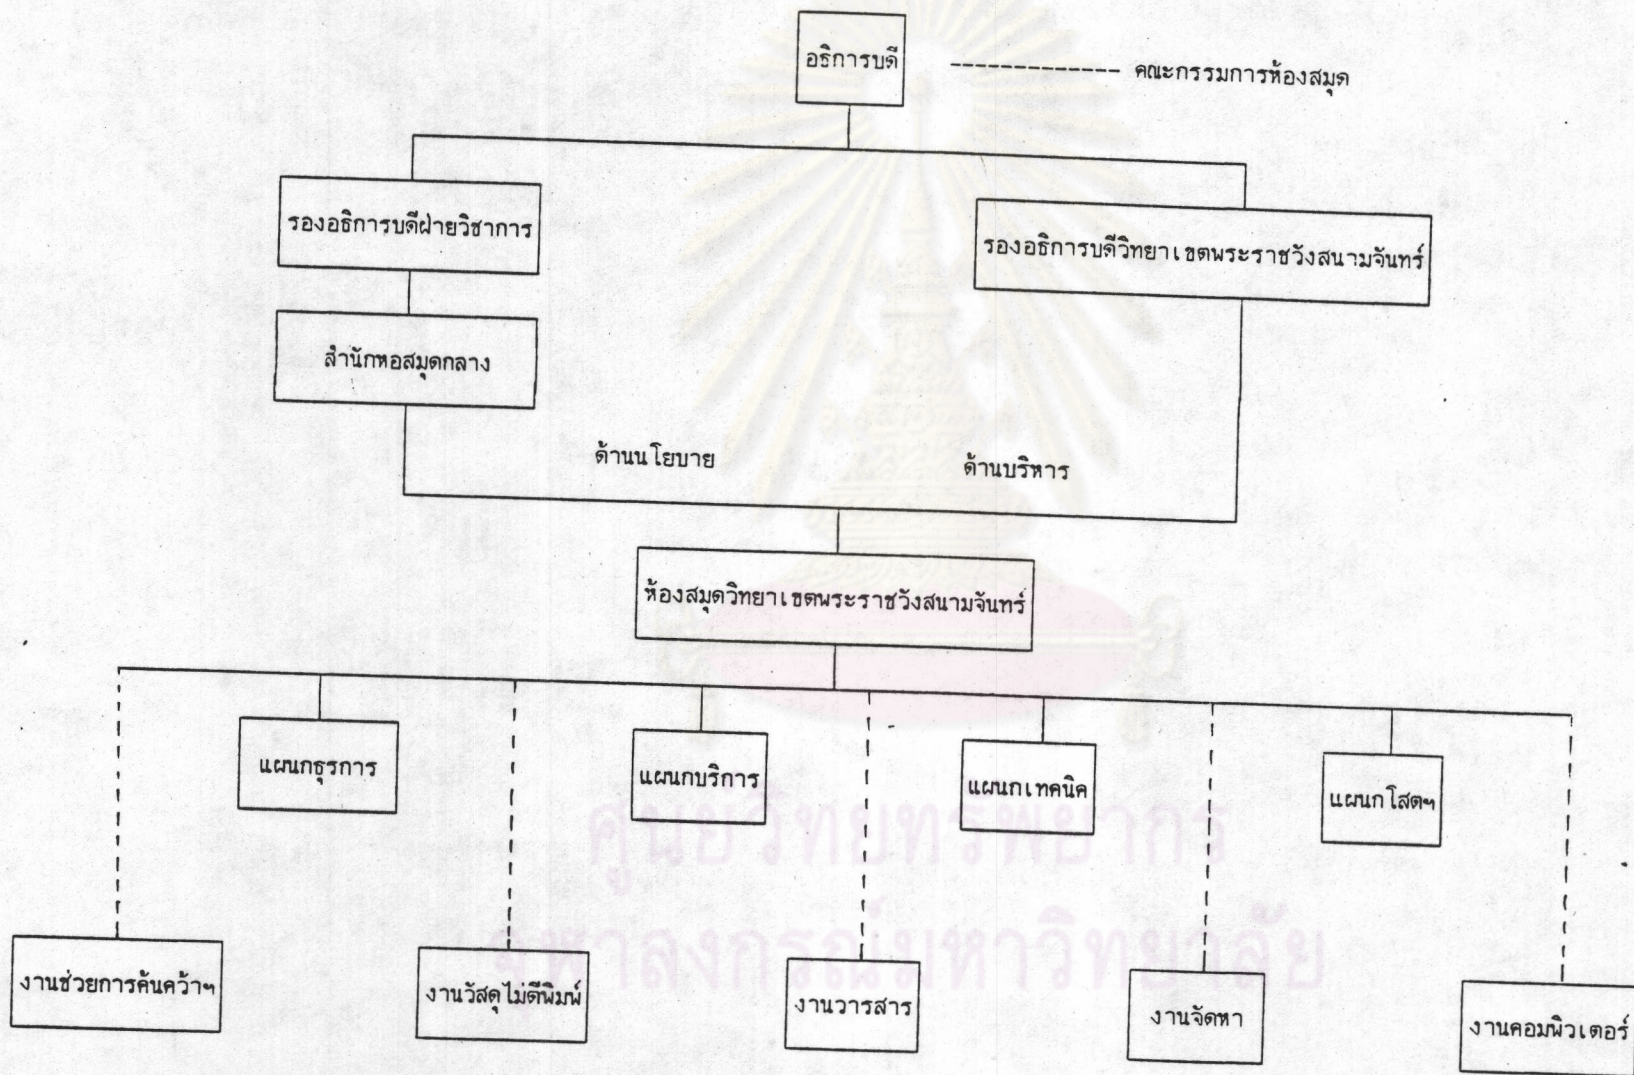 อธิการบดี
คณะกรรมการห้องสมุด
รองอธิการบดีฝ่ายวิชาการ
รองอธิการบดีวิทยาเขตพระราชวังสนามจันทร์
สำนักหอสมุดกลาง
ด้านนโยบาย
ด้านบริหาร
ห้องสมุดวิทยาเขตพระราชวังสนามจันทร์
แผนกธุรการ
แผนกบริการ
แผนกเทคนิค
แผนกโสตฯ
ศูนย์วิทยทรัพยากร
จุฬาลงกรณ์มหาวิทยาลัย
งานช่วยการค้นคว้าฯ
งานวัสดุไม่ตีพิมพ์
งานวารสาร
งานจัดหา
งานคอมพิวเตอร์